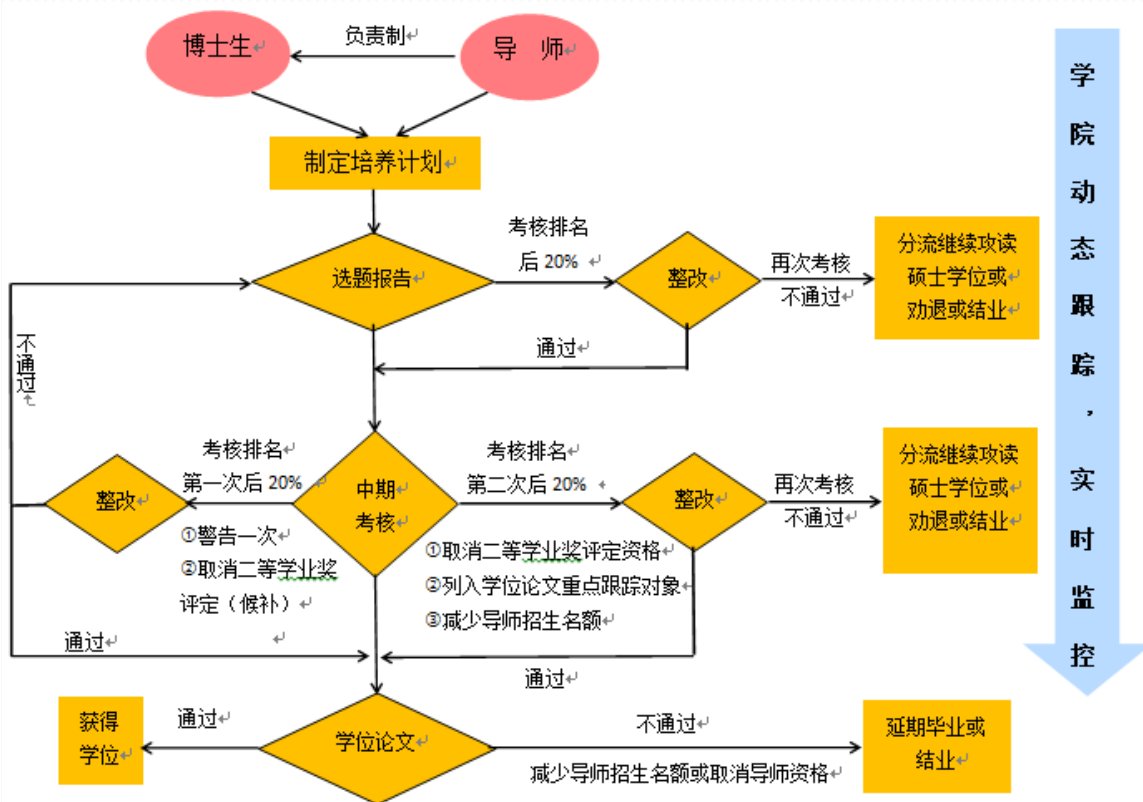 博士生
负责制
导 师
制定培养计划
选题报告
考核排名
后 20%
整改
再次考核
不通过
分流继续攻读
硕士学位或
劝退或结业
通过
不通过
整改
考核排名
第一次后 20%
①警告一次
②取消二等学业奖
评定（候补）
中期
考核
考核排名
第二次后 20%
①取消二等学业奖评定资格
②列入学位论文重点跟踪对象
③减少导师招生名额
整改
再次考核
不通过
分流继续攻读
硕士学位或
劝退或结业
通过
通过
获得
学位
通过
学位论文
不通过
减少导师招生名额或取消导师资格
延期毕业或
结业
学院动态跟踪，实时监控